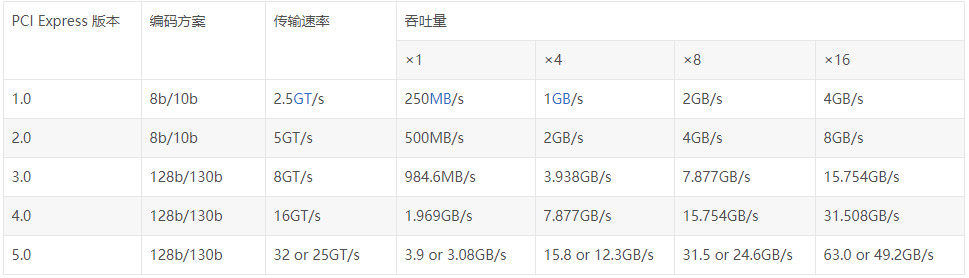 PCI Express 版本 编码方案 传输速率 吞吐量
×1 ×4 ×8 ×16
1.0 8b/10b 2.5GT/s 250MB/s 1GB/s 2GB/s 4GB/s
2.0 8b/10b 5GT/s 500MB/s 2GB/s 4GB/s 8GB/s
3.0 128b/130b 8GT/s 984.6MB/s 3.938GB/s 7.877GB/s 15.754GB/s
4.0 128b/130b 16GT/s 1.969GB/s 7.877GB/s 15.754GB/s 31.508GB/s
5.0 128b/130b 32 or 25GT/s 3.9 or 3.08GB/s 15.8 or 12.3GB/s 31.5 or 24.6GB/s 63.0 or 49.2GB/s